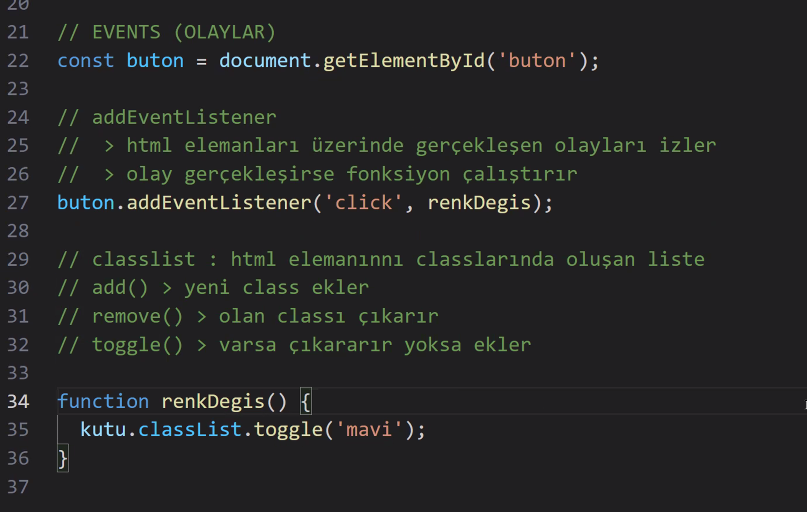 20
21 // EVENTS (OLAYLAR)
22 const buton = document.getElementById('buton');
23
24 // addEventListener
25 //  > html elemanları üzerinde gerçekleşen olayları izler
26 //  > olay gerçekleşirse fonksiyon çalıştırır
27 buton.addEventListener('click', renkDegis);
28
29 // classlist : html elemanınnı classlarında oluşan liste
30 // add() > yeni class ekler
31 // remove() > olan classı çıkarır
32 // toggle() > varsa çıkararır yoksa ekler
33
34 function renkDegis() {
35   kutu.classList.toggle('mavi');
36 }
37